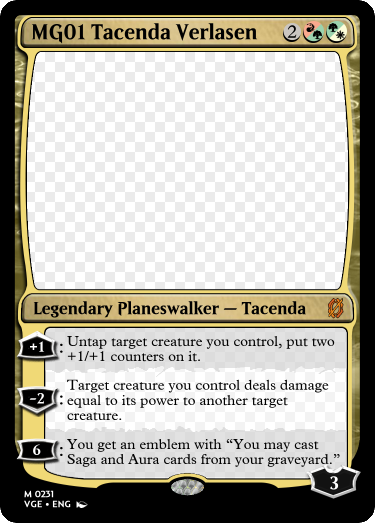 MG01 Tacenda Verlasen 2
Legendary Planeswalker — Tacenda
+1 : Untap target creature you control, put two
+1/+1 counters on it.
Target creature you control deals damage
-2 : equal to its power to another target
creature.
6 : You get an emblem with “You may cast
Saga and Aura cards from your graveyard.”
3
M 0231
VGE • ENG